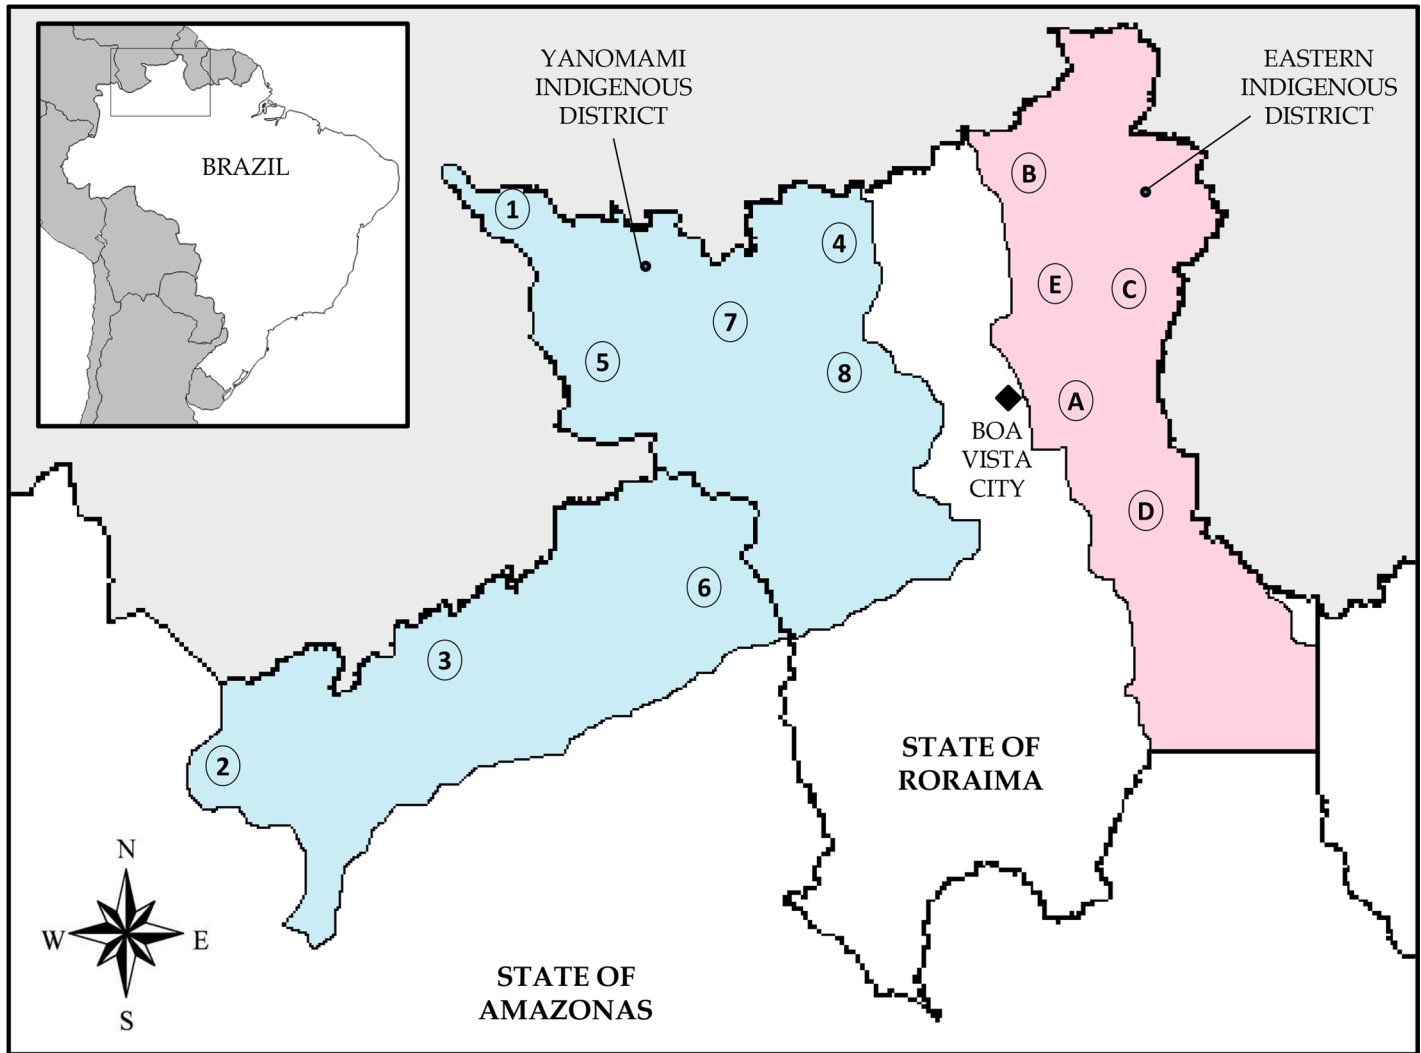 YANOMAMI
INDIGENOUS
DISTRICT
EASTERN
INDIGENOUS
DISTRICT
BRAZIL
1
B
4
E
C
7
5
8
A
BOA
VISTA
CITY
D
6
3
2
STATE OF
RORAIMA
N
W
E
S
STATE OF
AMAZONAS